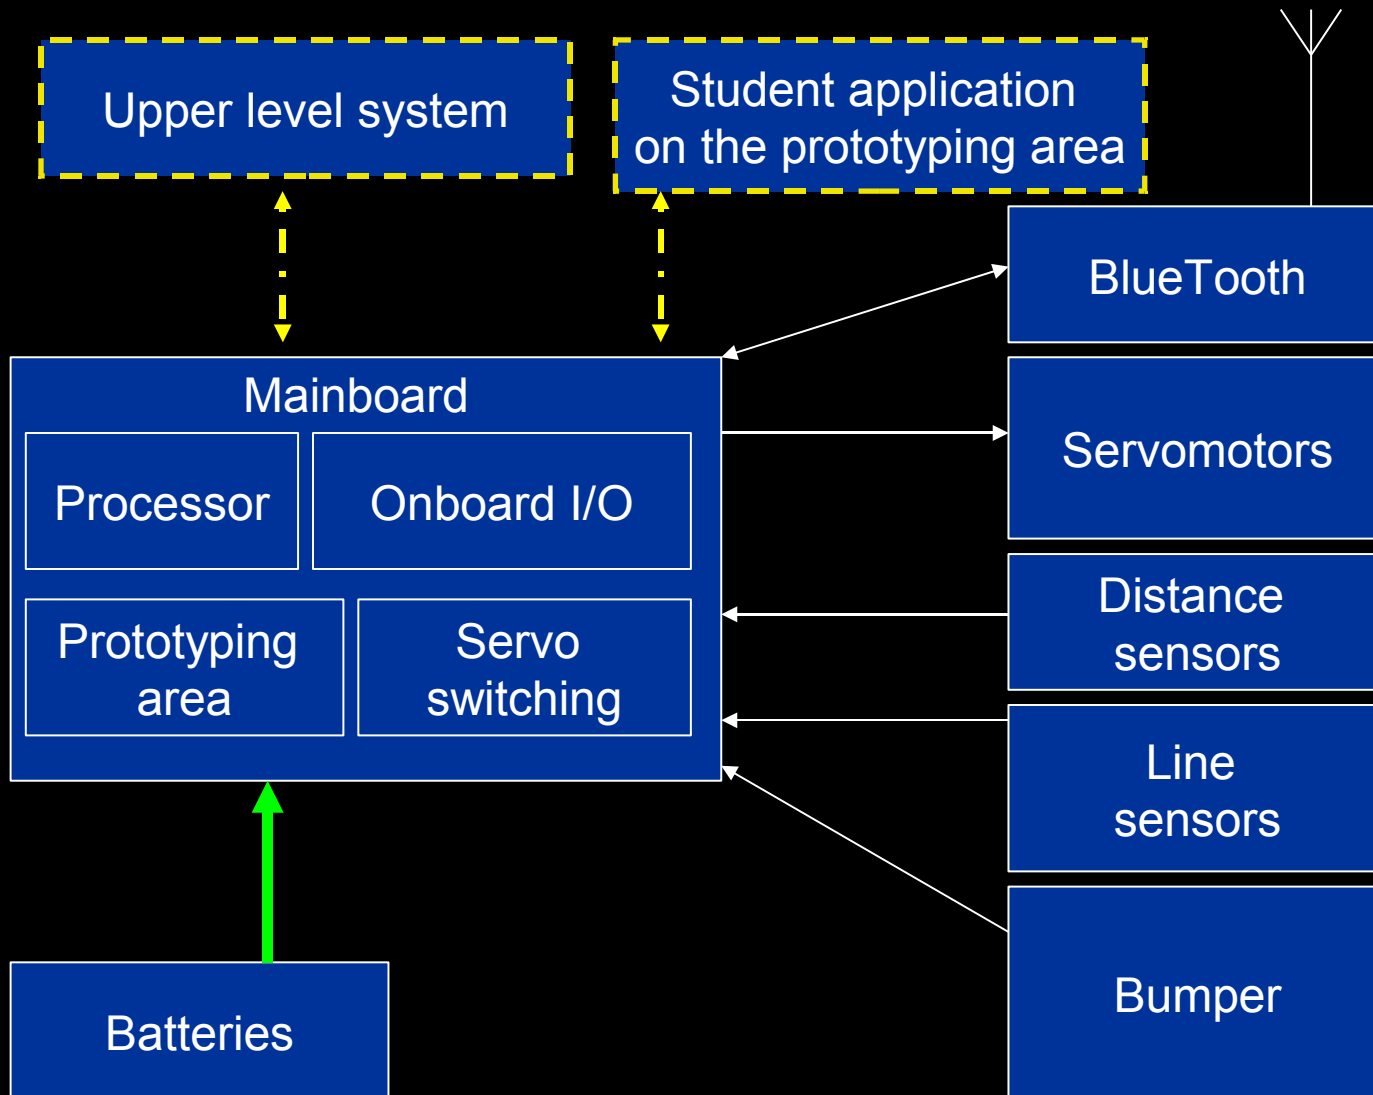 Upper level system
Student application
on the prototyping area
BlueTooth
Mainboard
Servomotors
Processor
Onboard I/O
Distance
sensors
Prototyping
area
Servo
switching
Line
sensors
Bumper
Batteries